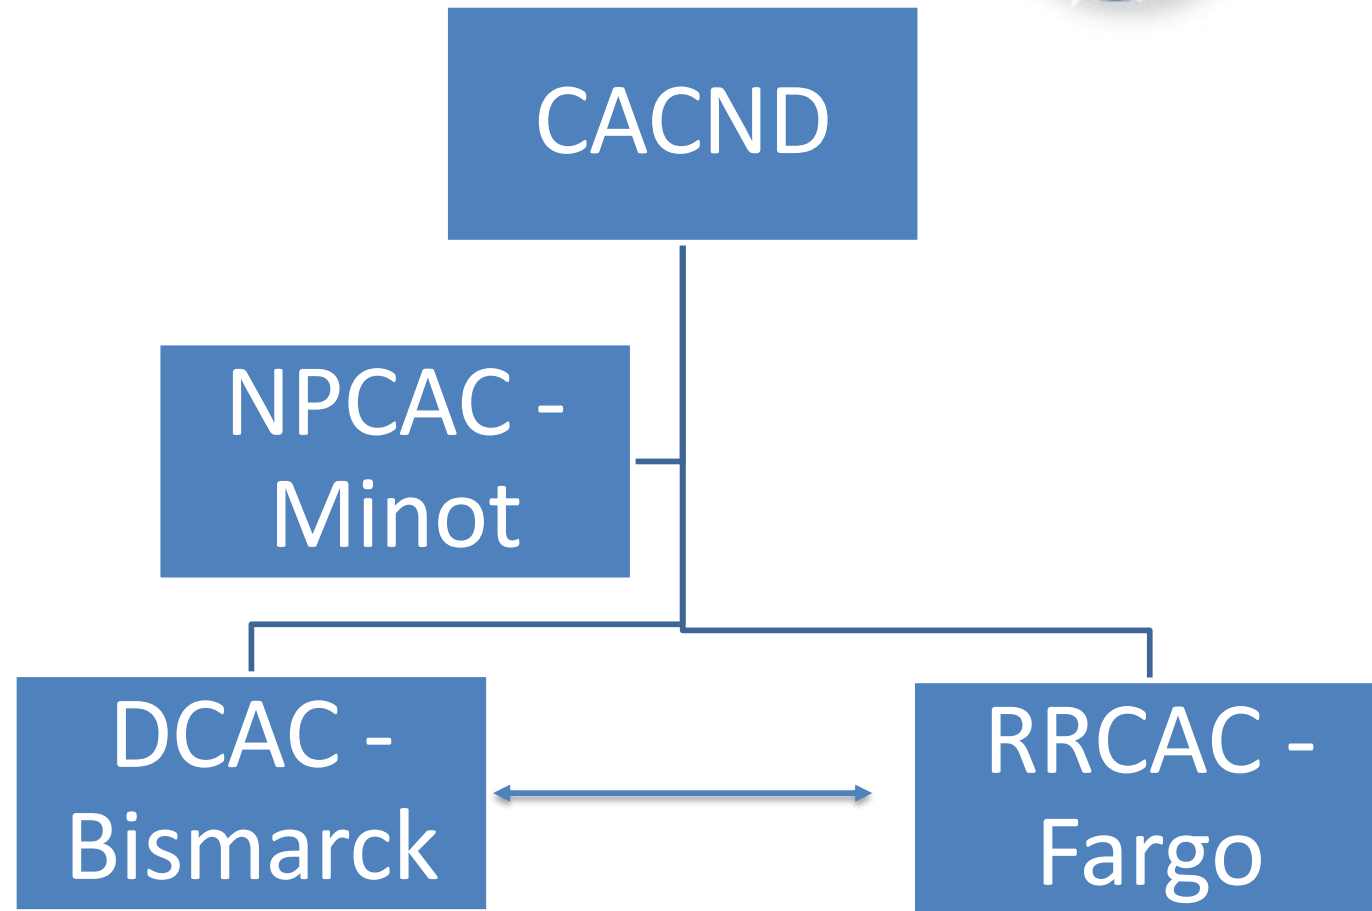 CACND
NPCAC -
Minot
DCAC -
Bismarck
RRCAC -
Fargo